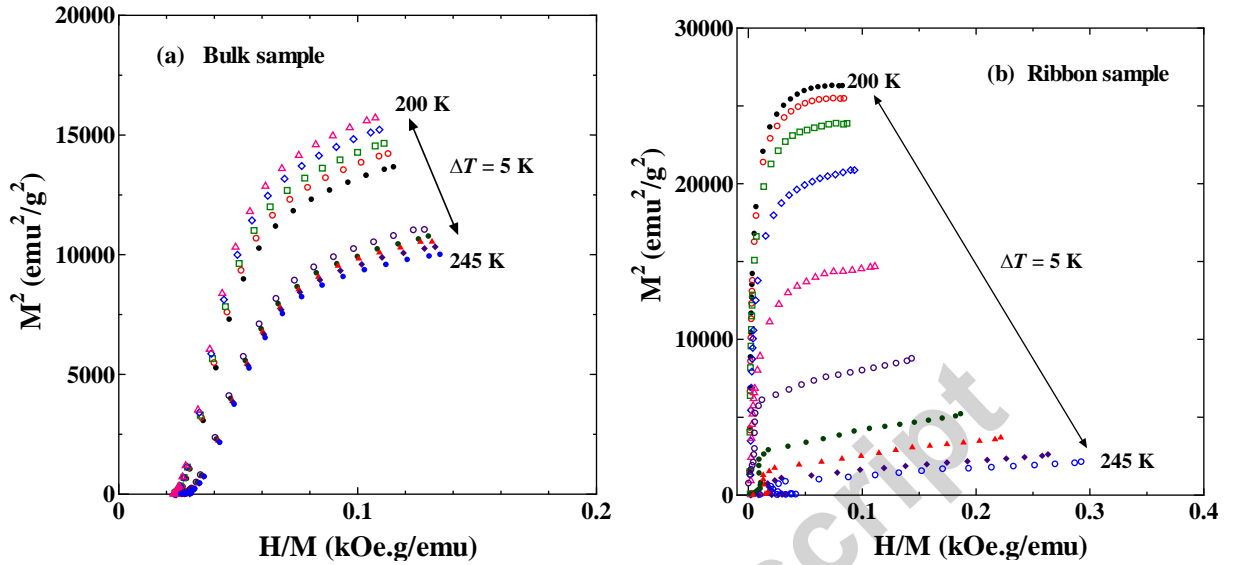 20000
15000
10000
5000
0
M² (emu²/g²)
(a) Bulk sample
200 K
ΔT = 5 K
245 K
0
0.1
0.2
H/M (kOe.g/emu)
30000
20000
10000
0
M² (emu²/g²)
200 K
(b) Ribbon sample
ΔT = 5 K
245 K
0
0.1
0.2
0.3
0.4
H/M (kOe.g/emu)
script